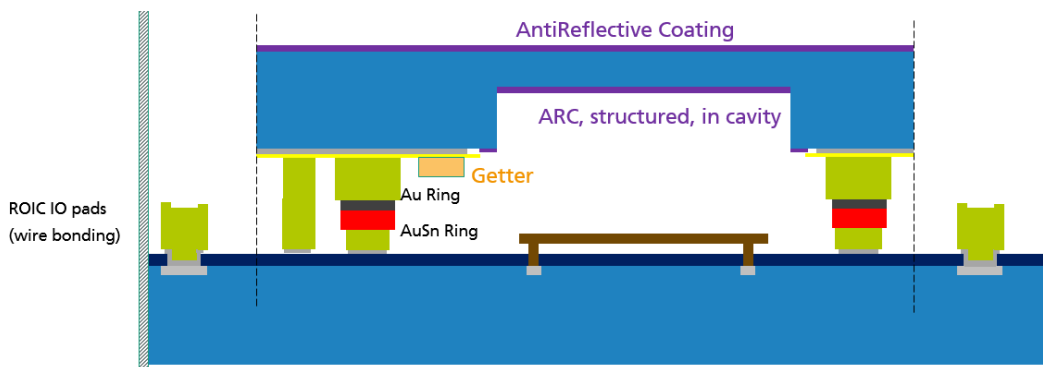 AntiReflective Coating
ARC, structured, in cavity
Getter
Au Ring
AuSn Ring
ROIC IO pads
(wire bonding)